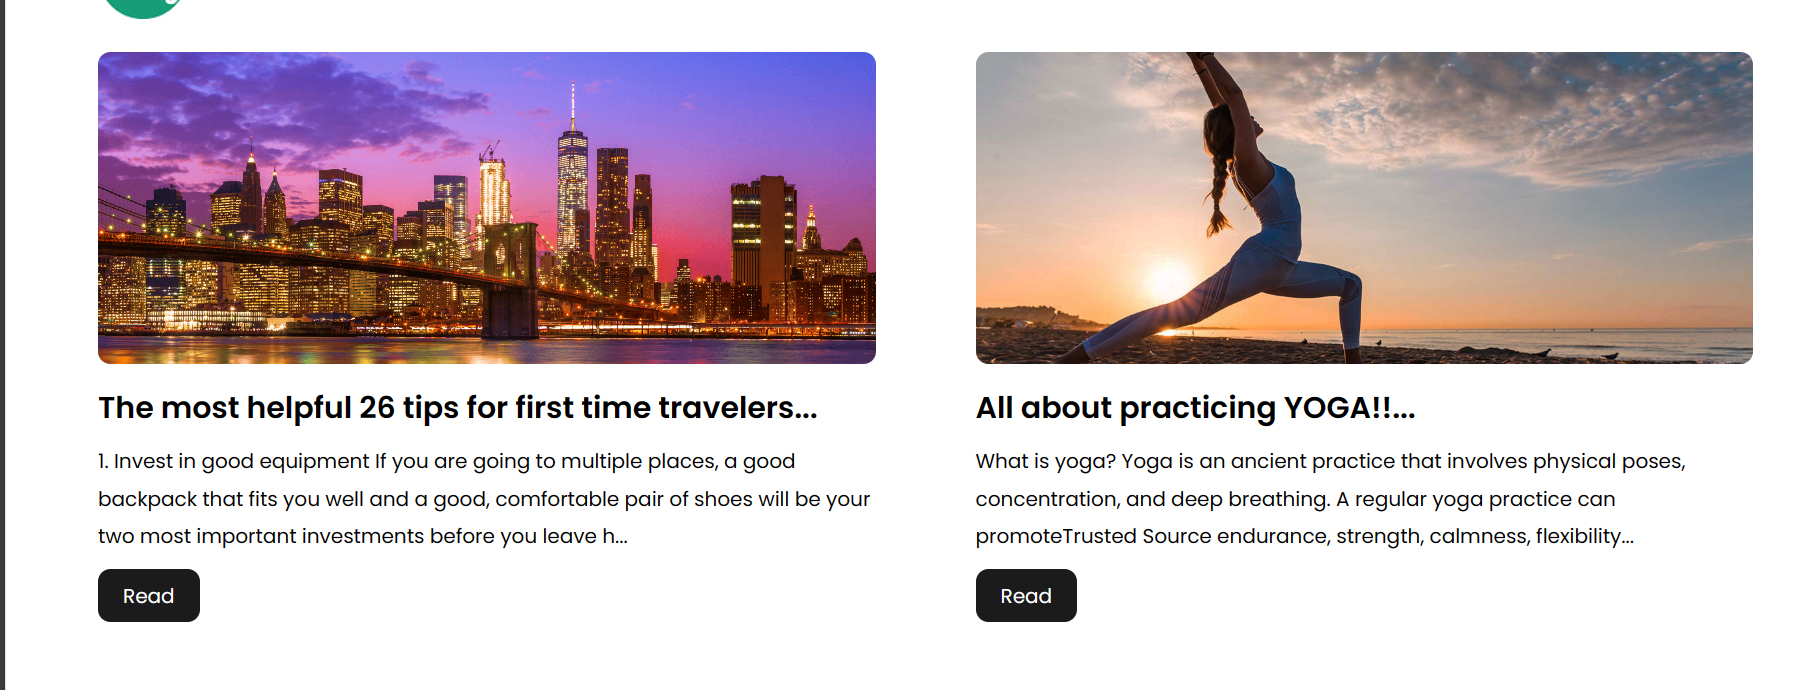 The most helpful 26 tips for first time travelers...
1. Invest in good equipment If you are going to multiple places, a good
backpack that fits you well and a good, comfortable pair of shoes will be your
two most important investments before you leave h...
Read
All about practicing YOGA!!...
What is yoga? Yoga is an ancient practice that involves physical poses,
concentration, and deep breathing. A regular yoga practice can
promoteTrusted Source endurance, strength, calmness, flexibility...
Read